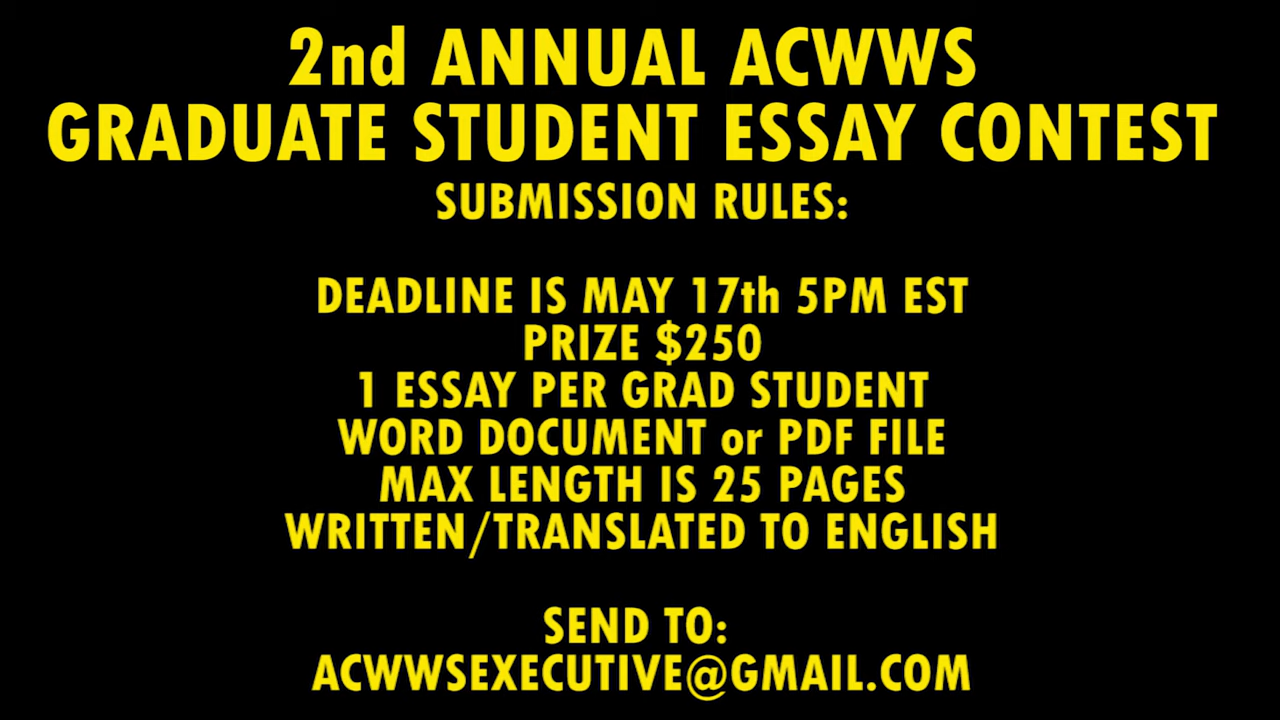 2nd ANNUAL ACWWS
GRADUATE STUDENT ESSAY CONTEST
SUBMISSION RULES:
DEADLINE IS MAY 17th 5PM EST
PRIZE $250
1 ESSAY PER GRAD STUDENT
WORD DOCUMENT or PDF FILE
MAX LENGTH IS 25 PAGES
WRITTEN/TRANSLATED TO ENGLISH
SEND TO:
ACWWSEXECUTIVE@GMAIL.COM